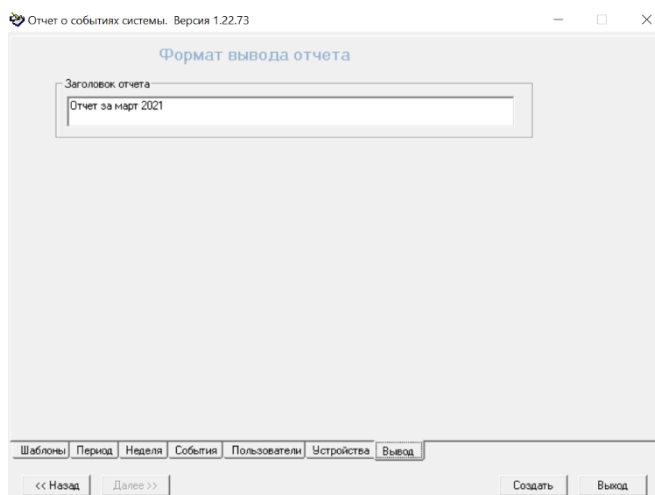 Отчет о событиях системы. Версия 1.22.73
Формат вывода отчета
Заголовок отчета
Отчет за март 2021
Шаблоны Период Неделя События Пользователи Устройства Вывод
<< Назад Далее >> Создать Выход